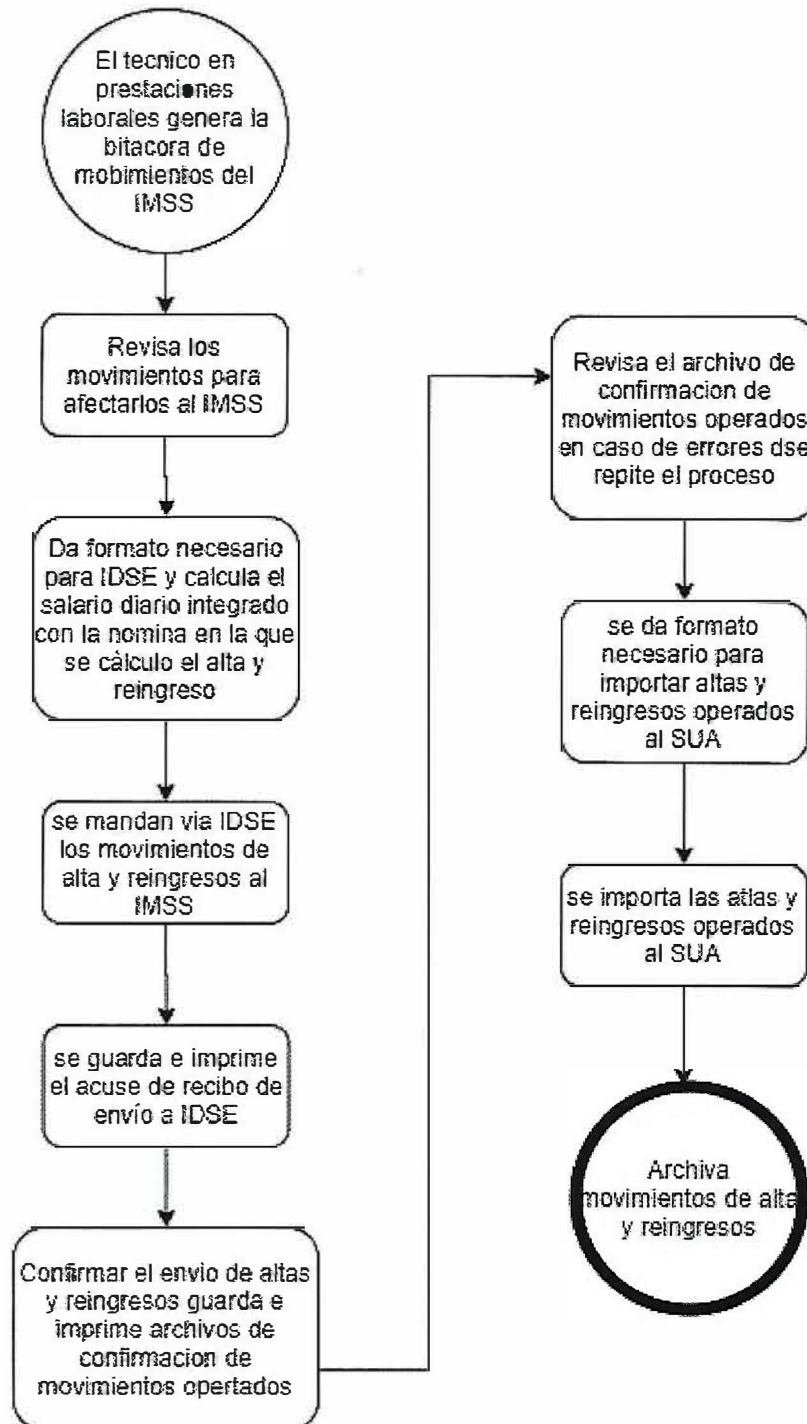 El tecnico en
prestaciones
laborales genera la
bitacora de
mobimientos del
IMSS
Revisa los
movimientos para
afectarlos al IMSS
Da formato necesario
para IDSE y calcula el
salario diario integrado
con la nomina en la que
se càlculo el alta y
reingreso
se mandan via IDSE
los movimientos de
alta y reingresos al
IMSS
se guarda e imprime
el acuse de recibo de
envío a IDSE
Confirmar el envio de altas
y reingresos guarda e
imprime archivos de
confirmacion de
movimientos opertados
Revisa el archivo de
confirmacion de
movimientos operados
en caso de errores dse
repite el proceso
se da formato
necesario para
importar altas y
reingresos operados
al SUA
se importa las atlas y
reingresos operados
al SUA
Archiva
movimientos de alta
y reingresos